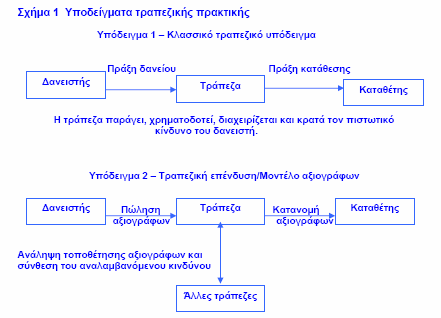 Σχήμα 1 Υποδείγματα τραπεζικής πρακτικής
Υπόδειγμα 1 – Κλασσικό τραπεζικό υπόδειγμα
Πράξη δανείου
Πράξη κατάθεσης
Δανειστής
Τράπεζα
Καταθέτης
Η τράπεζα παράγει, χρηματοδοτεί, διαχειρίζεται και κρατά τον πιστωτικό
κίνδυνο του δανειστή.
Υπόδειγμα 2 – Τραπεζική επένδυση/Μοντέλο αξιογράφων
Δανειστής
Πώληση
αξιογράφων
Τράπεζα
Κατανομή
αξιογράφων
Καταθέτης
Ανάληψη τοποθέτησης αξιογράφων και
σύνθεση του αναλαμβανόμενου κινδύνου
Άλλες τράπεζες